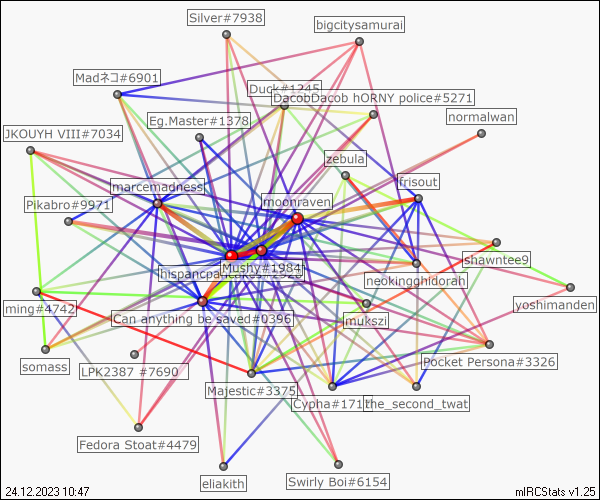 Silver#7938
bigcitysamurai
Madネコ#6901
Duck#1245
DacobDacob hORNY police#5271
Eg.Master#1378
normalwan
JKOUYH VIII#7034
zebula
marcemadness
frisout
Pikabro#9971
moonraven
shawntee9
Mushy#1984
neokingghidorah
ming#4742
yoshimanden
Can anything be saved#0396
mukszi
somass
LPK2387 #7690
Pocket Persona#3326
Majestic#3375
Cypha#171
the_second_twat
Fedora Stoat#4479
eliakith
Swirly Boi#6154
24.12.2023 10:47
mIRCStats v1.25